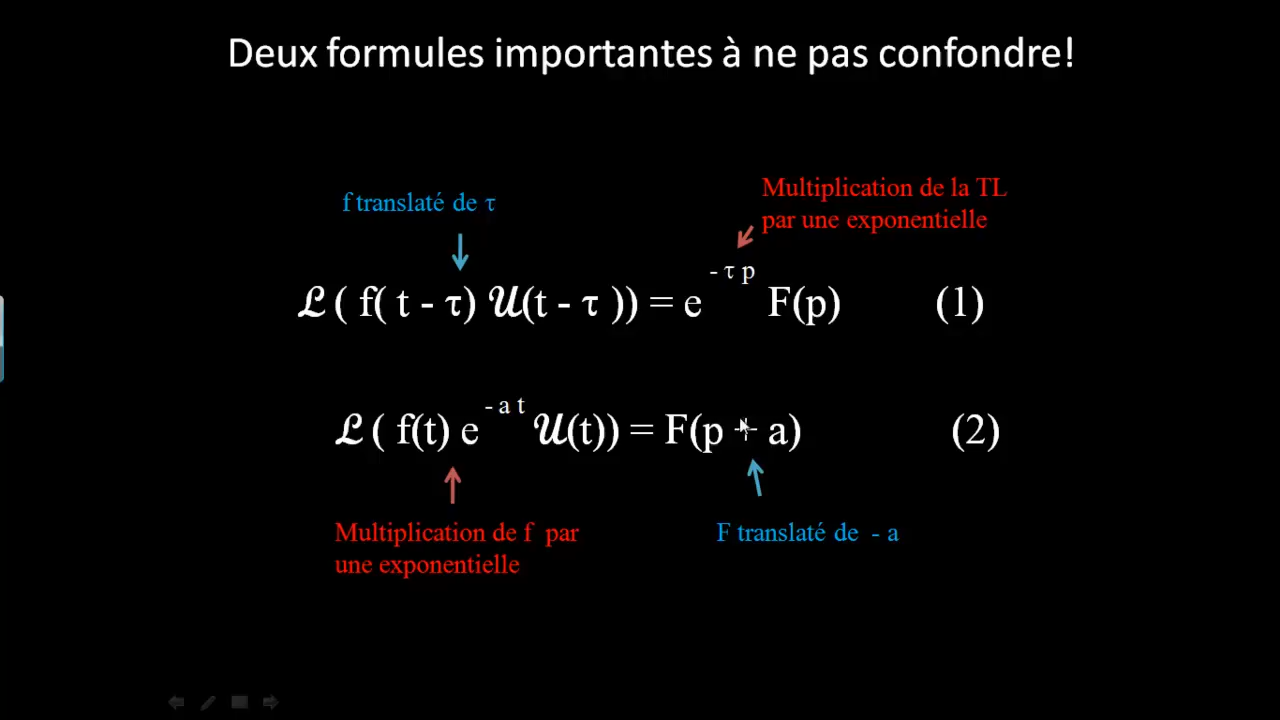 Deux formules importantes à ne pas confondre!
f translaté de τ
Multiplication de la TL
par une exponentielle
ℒ ( f( t - τ) 𝒰(t - τ )) = e^{- τ p} F(p) (1)
ℒ ( f(t) e^{- a t} 𝒰(t)) = F(p + a) (2)
Multiplication de f par
une exponentielle
F translaté de - a